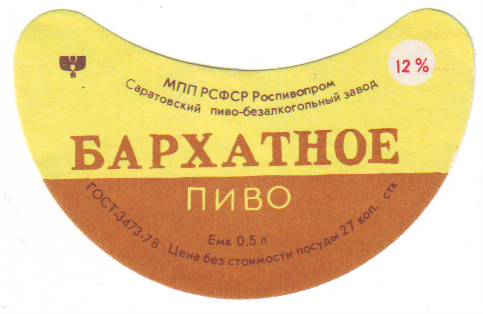 12 %
МПП РСФСР Роспивопром
Саратовский пиво-безалкогольный завод
БАРХАТНОЕ
ПИВО
Емк 0,5 л
ГОСТ-3473-78 Цена без стоимости посуды 27 коп. стк